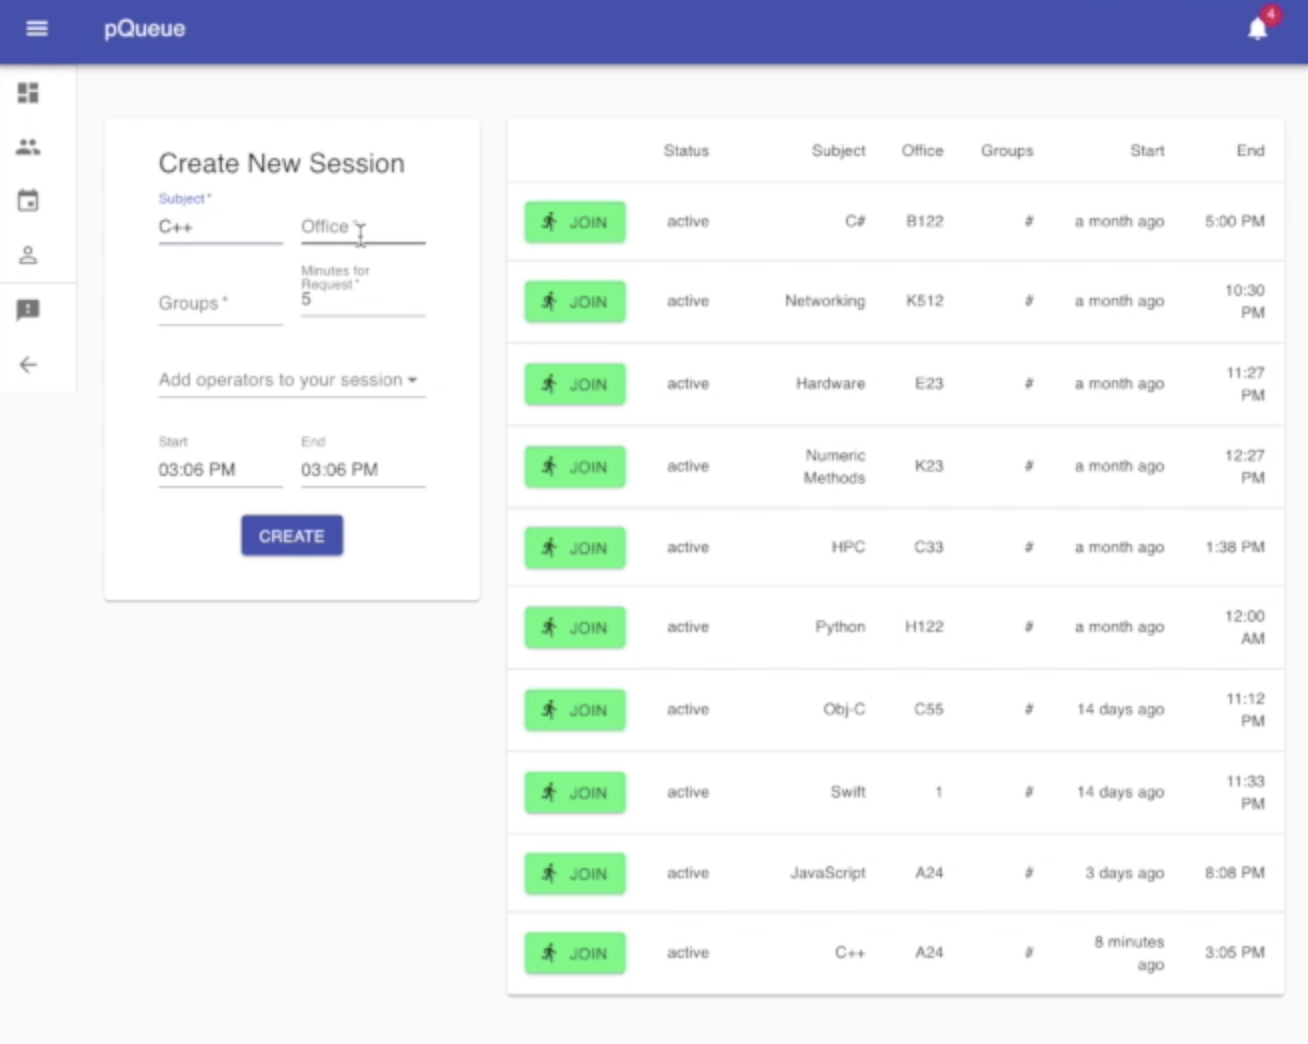 pQueue
4
Create New Session
Subject *
C++
Office *
Groups *
Minutes for
Request *
5
Add operators to your session
Start
End
03:06 PM
03:06 PM
CREATE
Status Subject Office Groups Start End
JOIN active C# B122 # a month ago 5:00 PM
JOIN active Networking K512 # a month ago 10:30
PM
JOIN active Hardware E23 # a month ago 11:27
PM
JOIN active Numeric
Methods K23 # a month ago 12:27
PM
JOIN active HPC C33 # a month ago 1:38 PM
JOIN active Python H122 # a month ago 12:00
AM
JOIN active Obj-C C55 # 14 days ago 11:12
PM
JOIN active Swift 1 # 14 days ago 11:33
PM
JOIN active JavaScript A24 # 3 days ago 8:08 PM
JOIN active C++ A24 # 8 minutes
ago 3:05 PM